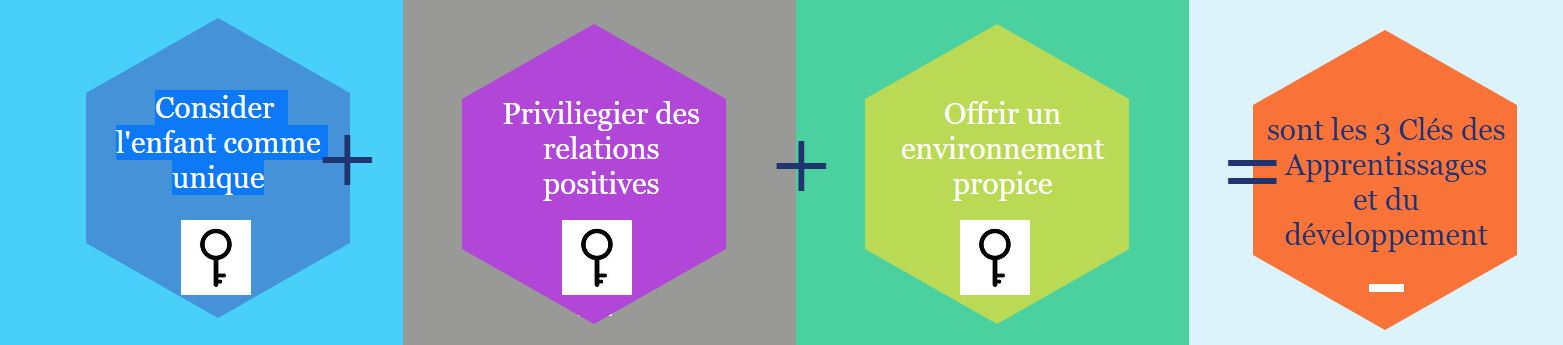 Consider
l'enfant comme
unique
+
Priviliegier des
relations
positives
+
Offrir un
environnement
propice
=
sont les 3 Clés des
Apprentissages
et du
développement